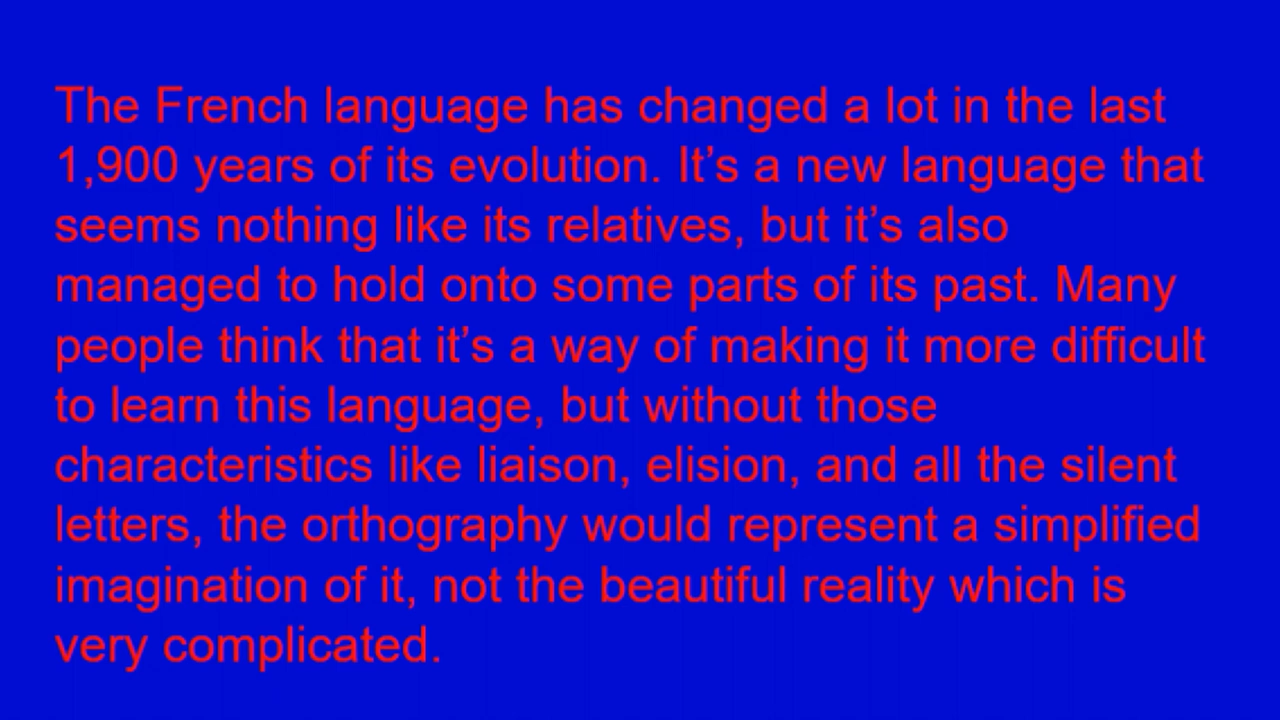 The French language has changed a lot in the last
1,900 years of its evolution. It’s a new language that
seems nothing like its relatives, but it’s also
managed to hold onto some parts of its past. Many
people think that it’s a way of making it more difficult
to learn this language, but without those
characteristics like liaison, elision, and all the silent
letters, the orthography would represent a simplified
imagination of it, not the beautiful reality which is
very complicated.